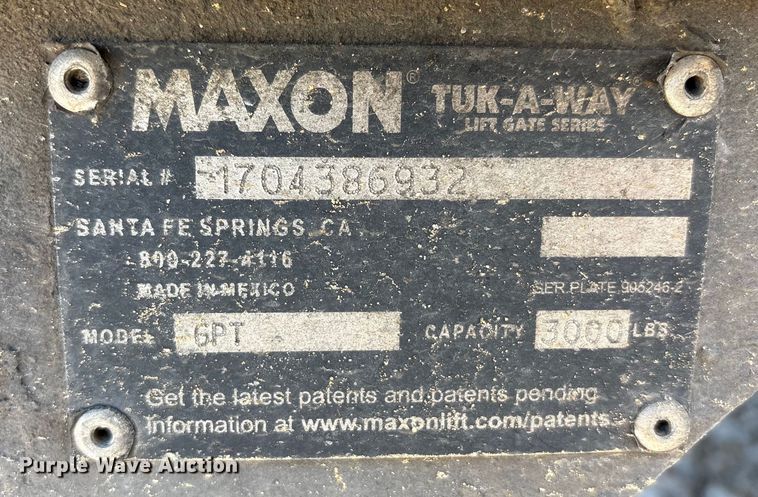 MAXON® TUK-A-WAY
LIFT GATE SERIES
SERIAL # 1704386932
SANTA FE SPRINGS, CA
800-227-4116
MADE IN MEXICO
SER PLATE 905246-2
MODEL GPT CAPACITY 3000 LBS
Get the latest patents and patents pending
information at www.maxonlift.com/patents
Purple Wave Auction